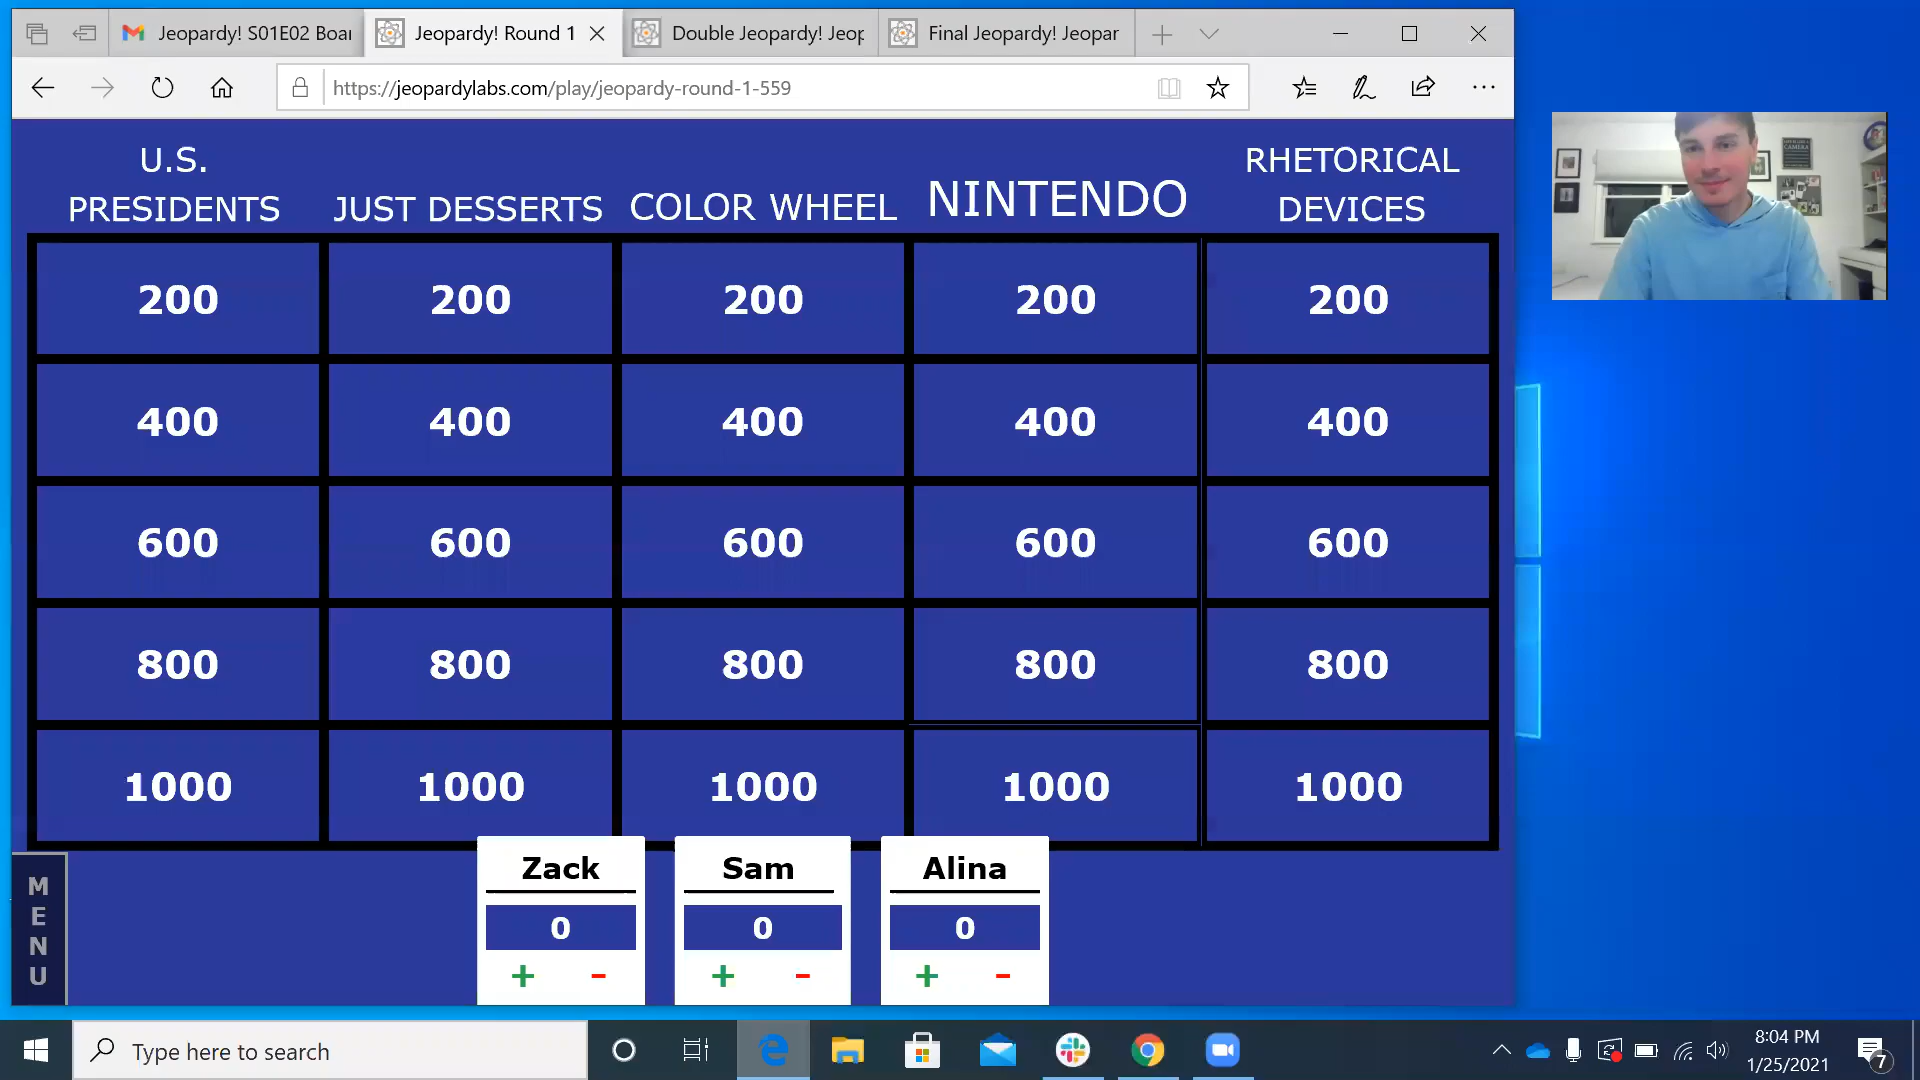 Jeopardy! S01E02 Boar
Jeopardy! Round 1
Double Jeopardy! Jeop
Final Jeopardy! Jeopar
https://jeopardylabs.com/play/jeopardy-round-1-559
U.S.
PRESIDENTS
JUST DESSERTS
COLOR WHEEL
NINTENDO
RHETORICAL
DEVICES
200 200 200 200 200
400 400 400 400 400
600 600 600 600 600
800 800 800 800 800
1000 1000 1000 1000 1000
MENU
Zack Sam Alina
0 0 0
+ - + - + -
Type here to search
8:04 PM
1/25/2021
7